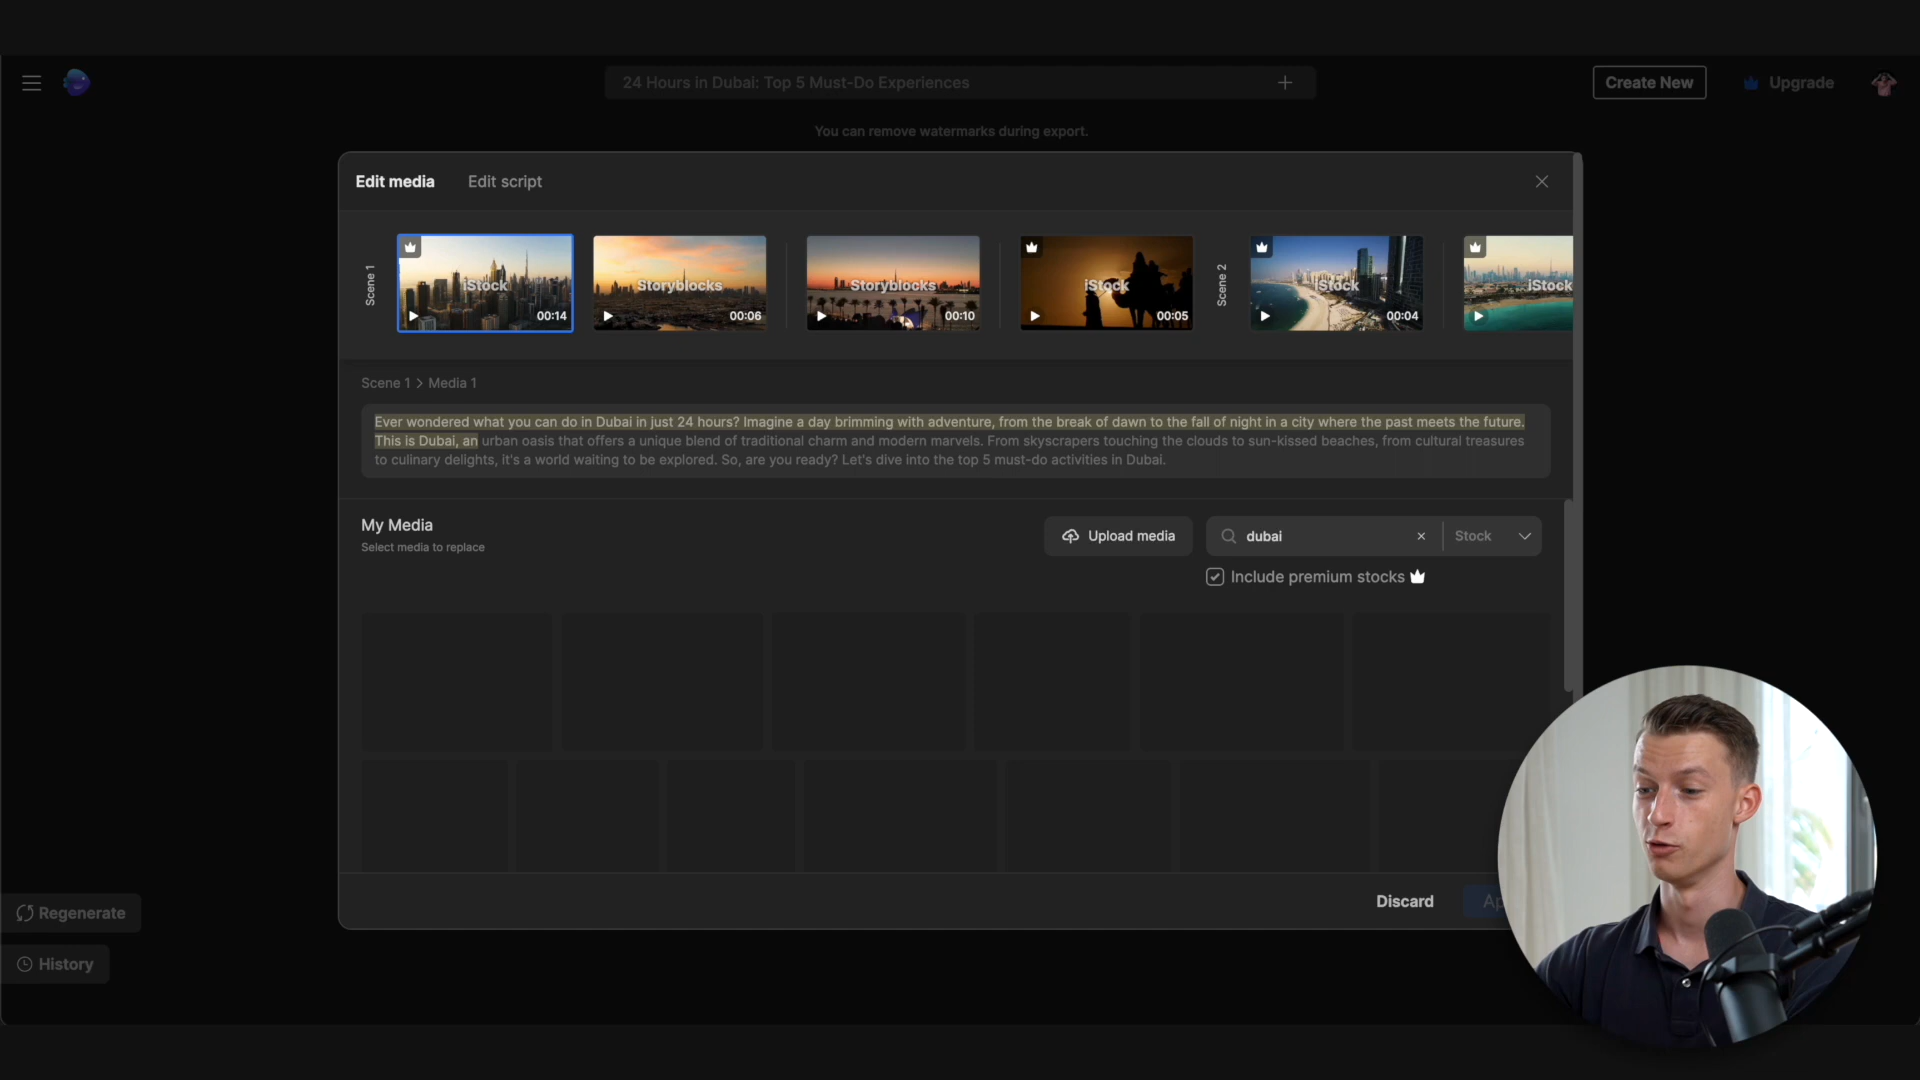 24 Hours in Dubai: Top 5 Must-Do Experiences
Create New
Upgrade
You can remove watermarks during export.
Edit media
Edit script
Scene 1
iStock
00:14
Storyblocks
00:06
Storyblocks
00:10
iStock
00:05
Scene 2
iStock
00:04
iStock
Scene 1 > Media 1
Ever wondered what you can do in Dubai in just 24 hours? Imagine a day brimming with adventure, from the break of dawn to the fall of night in a city where the past meets the future.
This is Dubai, an urban oasis that offers a unique blend of traditional charm and modern marvels. From skyscrapers touching the clouds to sun-kissed beaches, from cultural treasures
to culinary delights, it's a world waiting to be explored. So, are you ready? Let's dive into the top 5 must-do activities in Dubai.
My Media
Select media to replace
Upload media
dubai
Stock
Include premium stocks
Discard
Regenerate
History